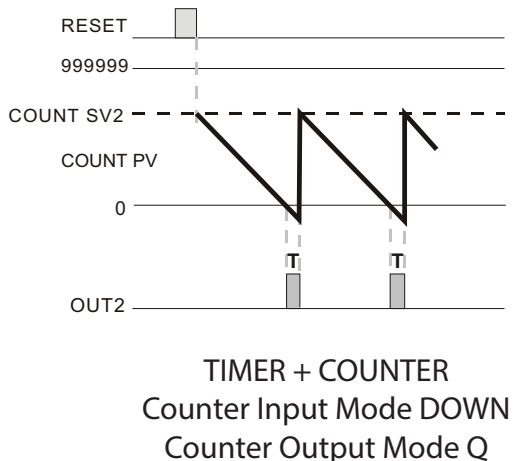 RESET
999999
COUNT SV2
COUNT PV
0
T T
OUT2
TIMER + COUNTER
Counter Input Mode DOWN
Counter Output Mode Q